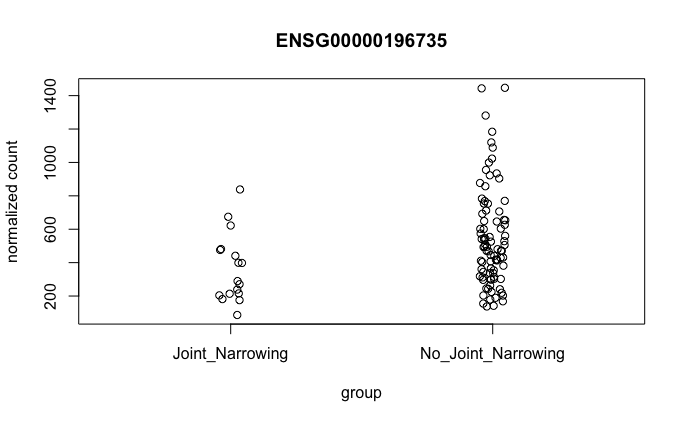 ENSG00000196735
normalized count
1400
1000
600
200
Joint_Narrowing
No_Joint_Narrowing
group